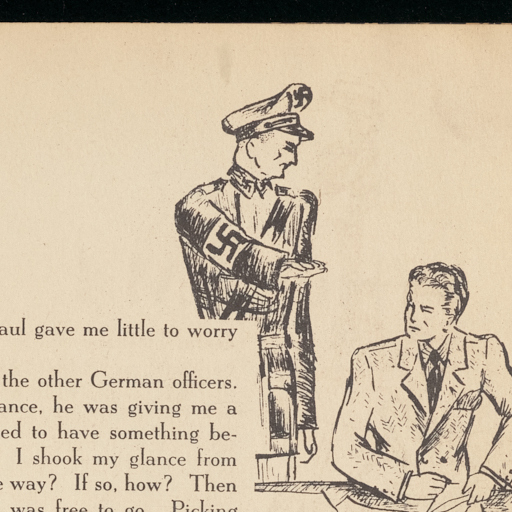 aul gave me little to worry
the other German officers.
ance, he was giving me a
ed to have something be-
I shook my glance from
e way? If so, how? Then
was free to go. Picking